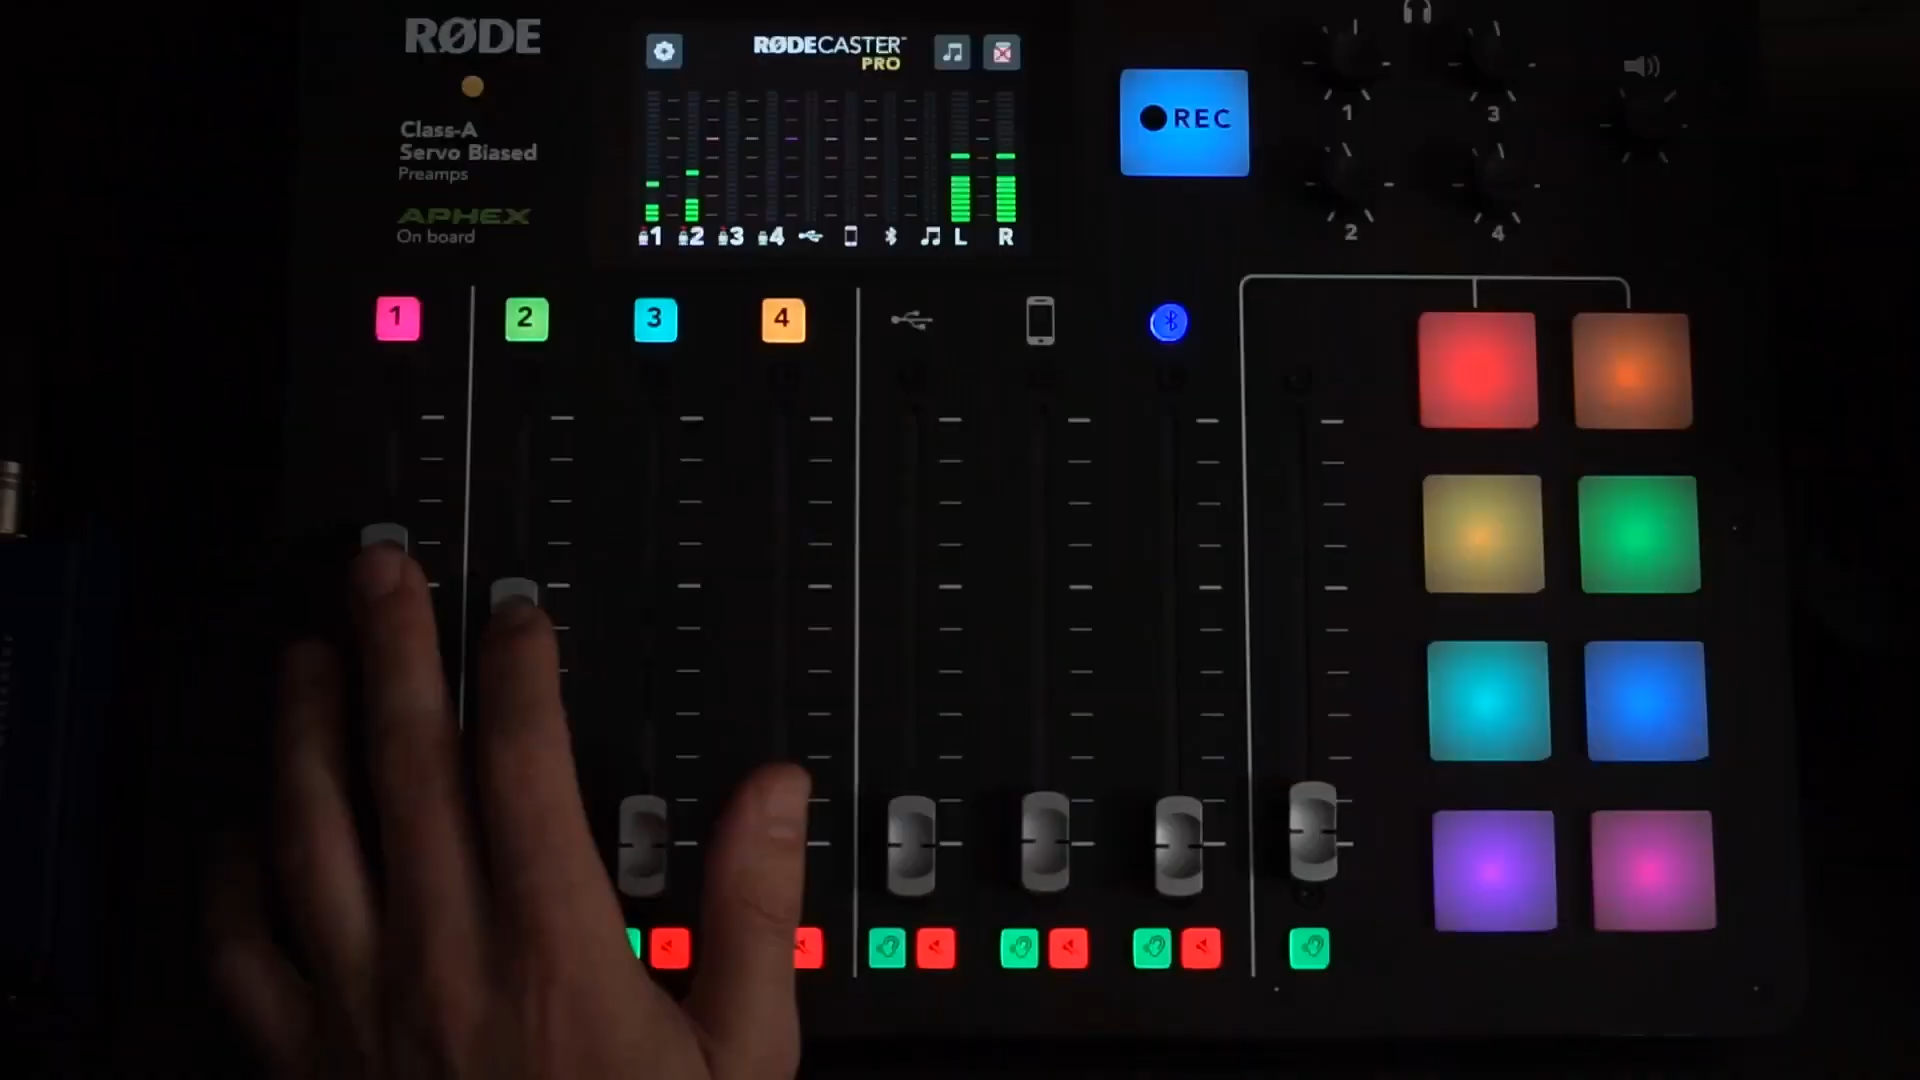 RØDE
Class-A
Servo Biased
Preamps
APHEX
On board
RØDECASTER™
PRO
1 2 3 4 L R
REC
1
3
2
4
1 2 3 4